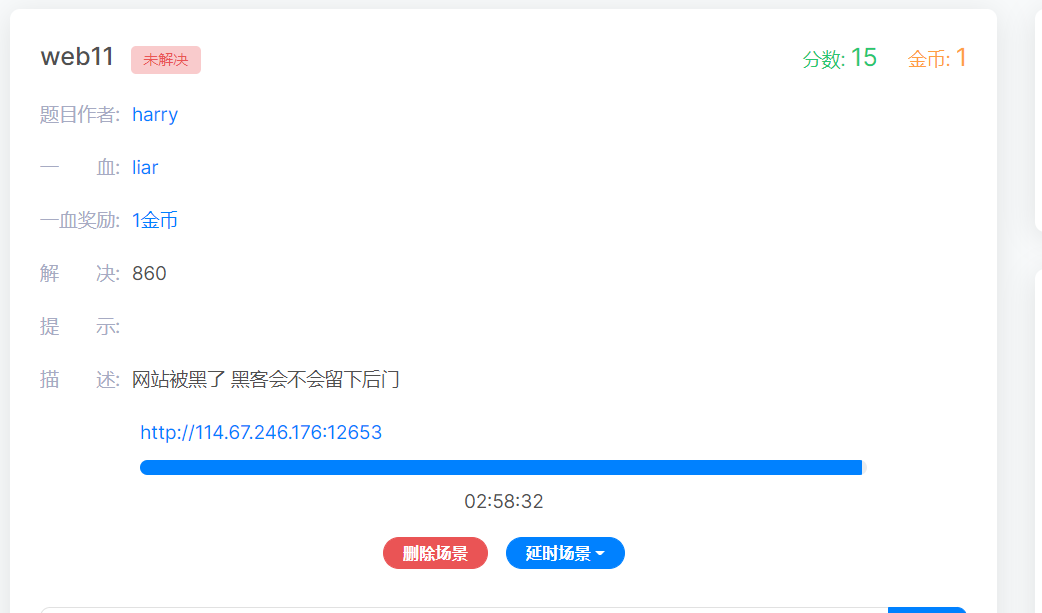 web11 未解决 分数: 15 金币: 1
题目作者: harry
一 血: liar
一血奖励: 1金币
解 决: 860
提 示:
描 述: 网站被黑了 黑客会不会留下后门
http://114.67.246.176:12653
02:58:32
删除场景 延时场景